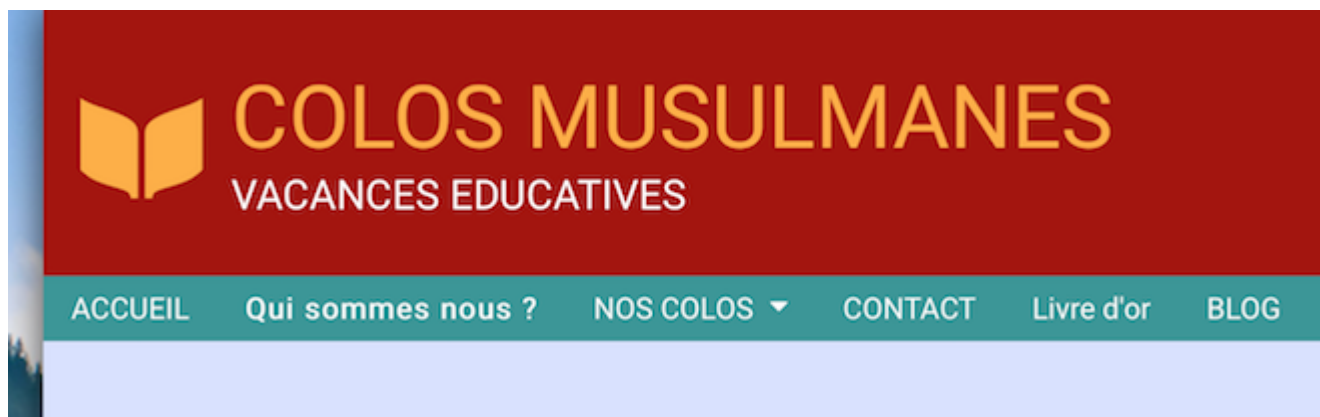 COLOS MUSULMANES
VACANCES EDUCATIVES
ACCUEIL Qui sommes nous ? NOS COLOS CONTACT Livre d'or BLOG